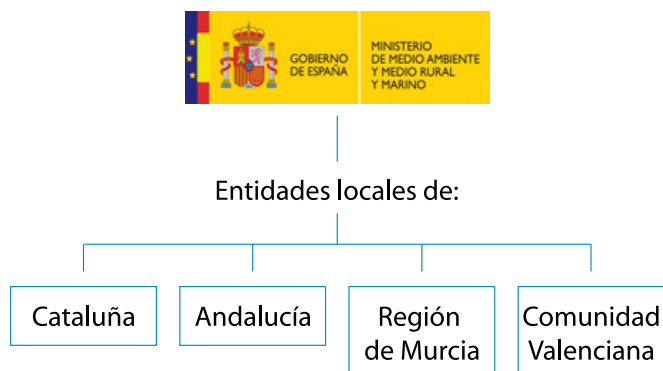 GOBIERNO
DE ESPAÑA
MINISTERIO
DE MEDIO AMBIENTE
Y MEDIO RURAL
Y MARINO
Entidades locales de:
Cataluña
Andalucía
Región
de Murcia
Comunidad
Valenciana